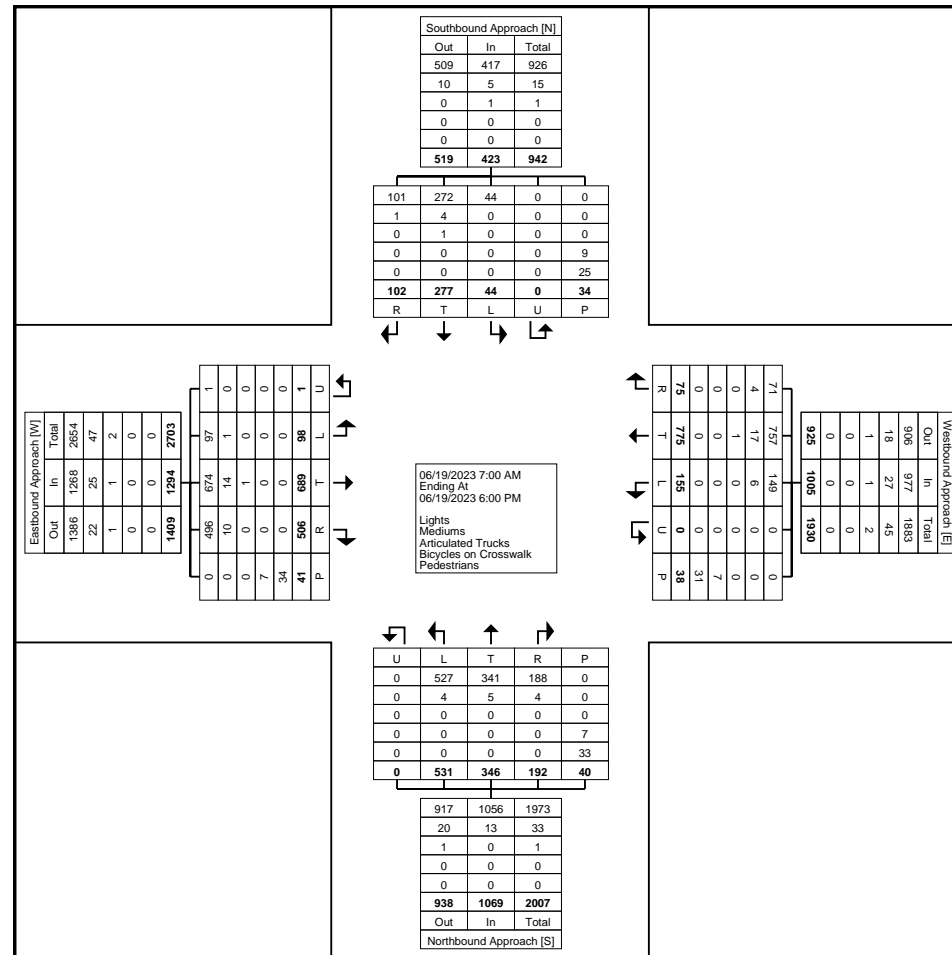 Southbound Approach [N]
Out In Total
509 417 926
10 5 15
0 1 1
0 0 0
0 0 0
519 423 942
101 272 44 0 0
1 4 0 0 0
0 1 0 0 0
0 0 0 0 9
0 0 0 0 25
102 277 44 0 34
R T L U P
Eastbound Approach [W]
Total In Out
2654 1268 1386
47 25 22
2 1 1
0 0 0
0 0 0
2703 1294 1409
1 97 674 496 0
0 1 14 10 0
0 0 1 0 0
0 0 0 0 7
0 0 0 0 34
1 98 689 506 41
U L T R P
06/19/2023 7:00 AM
Ending At
06/19/2023 6:00 PM
Lights
Mediums
Articulated Trucks
Bicycles on Crosswalk
Pedestrians
Westbound Approach [E]
Out In Total
906 977 1883
18 27 45
1 1 2
0 0 0
0 0 0
925 1005 1930
71 757 149 0 0
4 17 6 0 0
0 1 0 0 0
0 0 0 0 7
0 0 0 0 31
75 775 155 0 38
R T L U P
U L T R P
0 527 341 188 0
0 4 5 4 0
0 0 0 0 0
0 0 0 0 7
0 0 0 0 33
0 531 346 192 40
917 1056 1973
20 13 33
1 0 1
0 0 0
0 0 0
938 1069 2007
Out In Total
Northbound Approach [S]